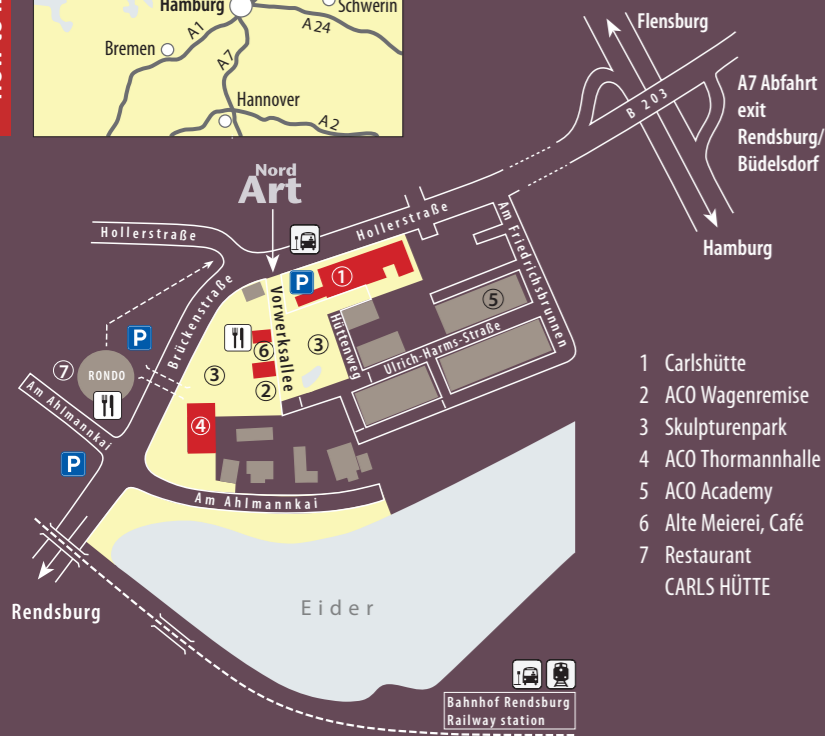 Hamburg
Schwerin
A1
A24
Bremen
A7
Hannover
A2
Flensburg
B 203
A7 Abfahrt
exit
Rendsburg/
Büdelsdorf
Hamburg
Nord
Art
Hollerstraße
Hollerstraße
Am Friedrichsbrunnen
P
1
Vorwerksallee
Brückenstraße
Hüttenweg
5
P
6
3
3
Ulrich-Harms-Straße
7
RONDO
2
Am Ahlmannkai
4
P
Am Ahlmannkai
Rendsburg
Eider
Bahnhof Rendsburg
Railway station
1 Carlshütte
2 ACO Wagenremise
3 Skulpturenpark
4 ACO Thormannhalle
5 ACO Academy
6 Alte Meierei, Café
7 Restaurant
CARLS HÜTTE